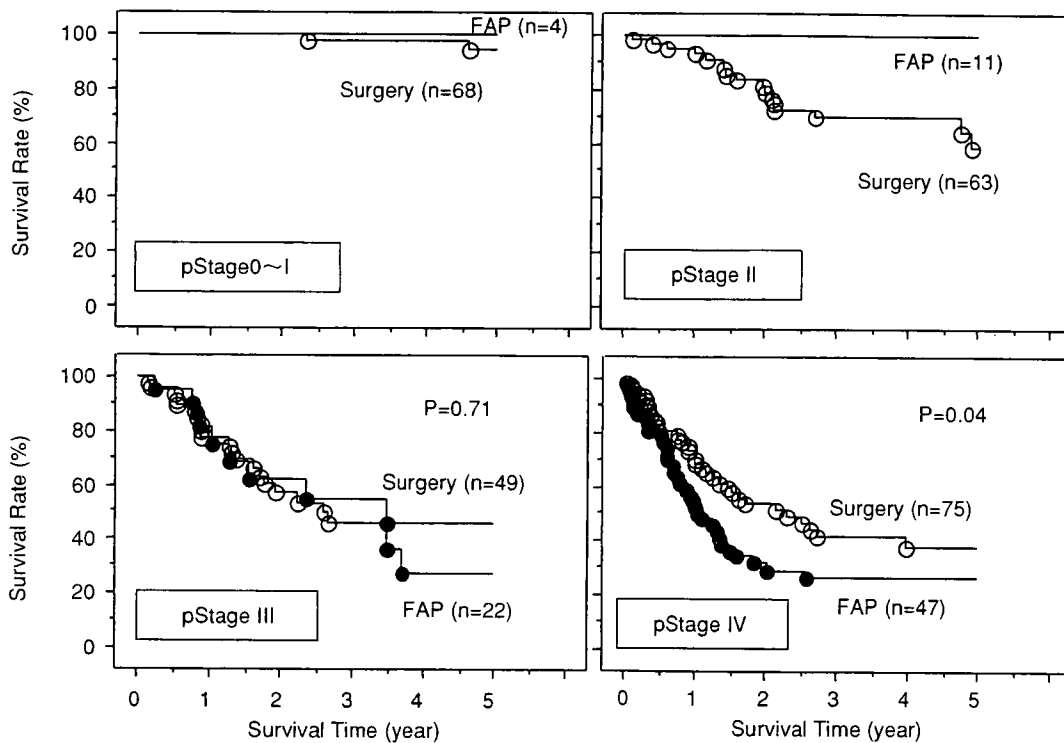 FAP (n=4)
100
80
60
40
20
0
Survival Rate (%)
Surgery (n=68)
pStage0~I
FAP (n=11)
Surgery (n=63)
pStage II
100
80
60
40
20
0
Survival Rate (%)
P=0.71
Surgery (n=49)
FAP (n=22)
pStage III
0 1 2 3 4 5 6
Survival Time (year)
P=0.04
Surgery (n=75)
FAP (n=47)
pStage IV
0 1 2 3 4 5 6
Survival Time (year)